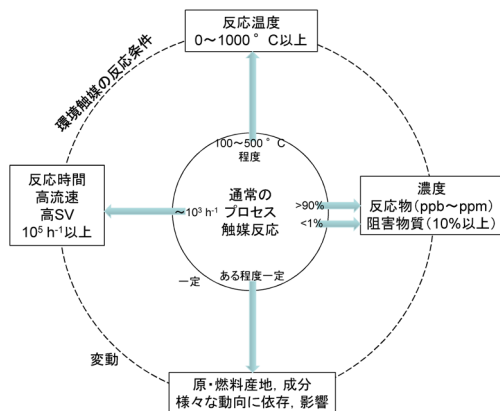 反応温度
0～1000°C以上
環境触媒の反応条件
100～500°C
程度
反応時間
高流速
高SV
10⁵ h⁻¹以上
～10³ h⁻¹
通常の
プロセス
触媒反応
>90%
<1%
濃度
反応物(ppb～ppm)
阻害物質(10%以上)
一定
ある程度一定
変動
原・燃料産地, 成分
様々な動向に依存, 影響